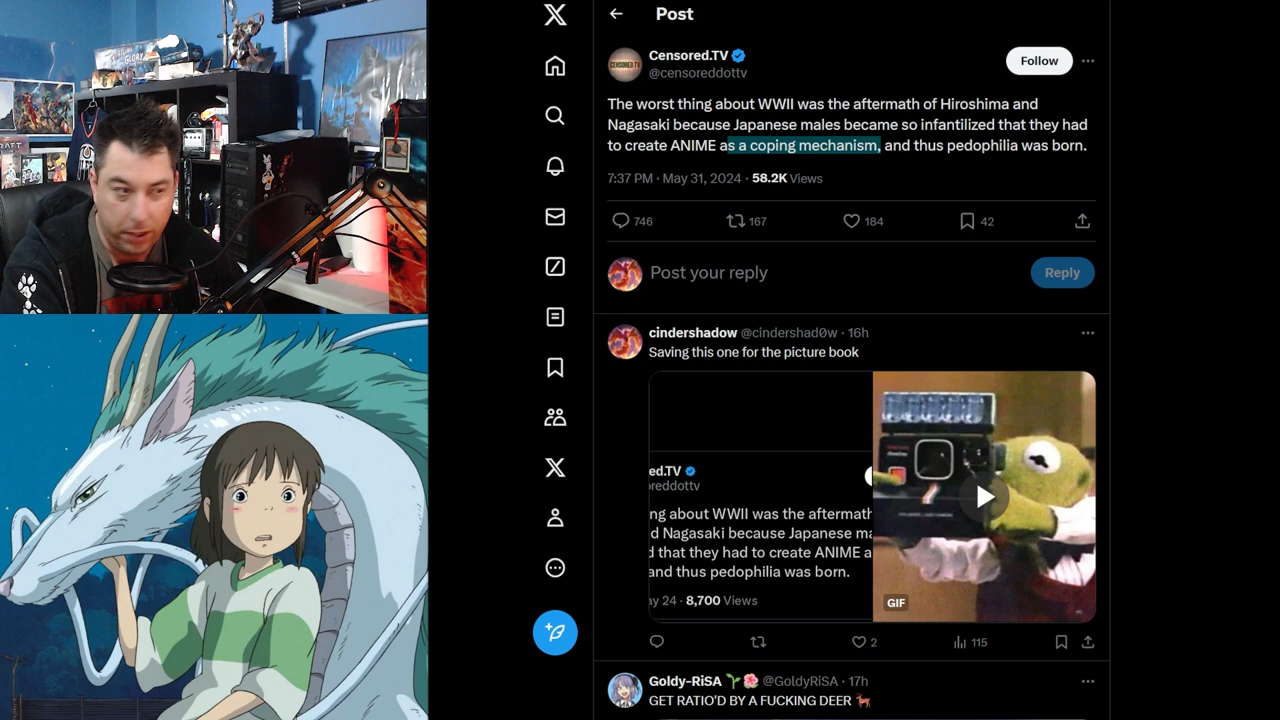 Post
Censored.TV
@censoreddottv
Follow
The worst thing about WWII was the aftermath of Hiroshima and
Nagasaki because Japanese males became so infantilized that they had
to create ANIME as a coping mechanism, and thus pedophilia was born.
7:37 PM · May 31, 2024 · 58.2K Views
746 167 184 42
Post your reply
Reply
cindershadow @cindershad0w · 16h
Saving this one for the picture book
ed.TV
oreddottv
ng about WWII was the aftermath
d Nagasaki because Japanese ma
d that they had to create ANIME a
and thus pedophilia was born.
ay 24 · 8,700 Views
GIF
2 115
Goldy-RiSA 🌱🌺 @GoldyRiSA · 17h
GET RATIO'D BY A FUCKING DEER 🦌